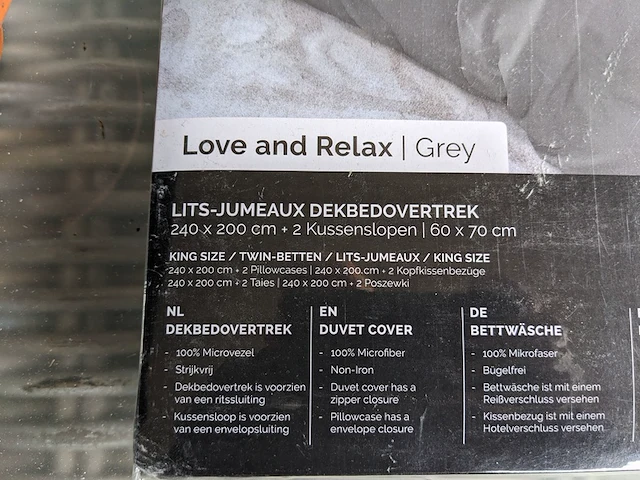 Love and Relax | Grey
LITS-JUMEAUX DEKBEDOVERTREK
240 x 200 cm + 2 Kussenslopen | 60 x 70 cm
KING SIZE / TWIN-BETTEN / LITS-JUMEAUX / KING SIZE
240 x 200 cm + 2 Pillowcases | 240 x 200 cm + 2 Kopfkissenbezüge
240 x 200 cm + 2 Taies | 240 x 200 cm + 2 Poszewki
NL
DEKBEDOVERTREK
- 100% Microvezel
- Strijkvrij
- Dekbedovertrek is voorzien
van een ritssluiting
- Kussensloop is voorzien
van een envelopsluiting
EN
DUVET COVER
- 100% Microfiber
- Non-Iron
- Duvet cover has a
zipper closure
- Pillowcase has a
envelope closure
DE
BETTWÄSCHE
- 100% Mikrofaser
- Bügelfrei
- Bettwäsche ist mit einem
Reißverschluss versehen
- Kissenbezug ist mit einem
Hotelverschluss versehen